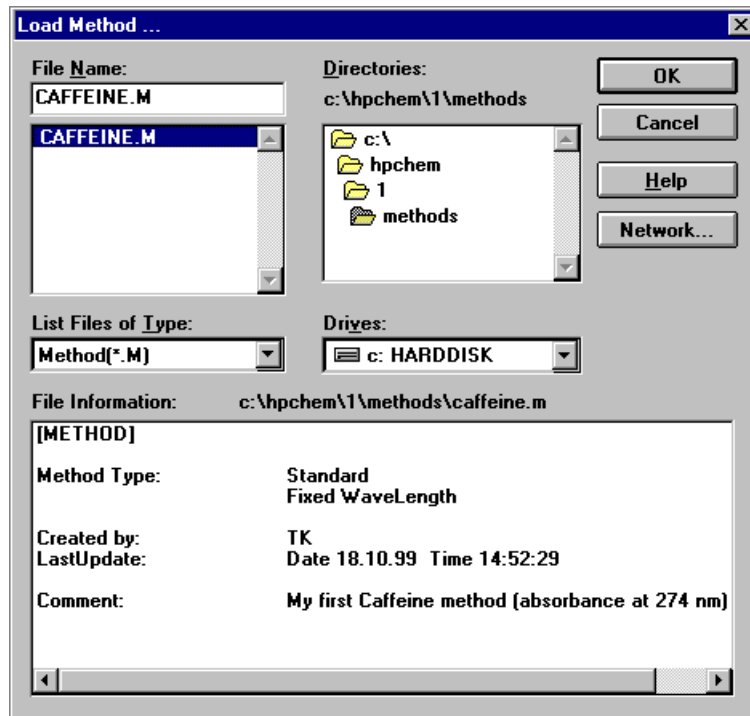 Load Method ...
File Name:
CAFFEINE.M
CAFFEINE.M
List Files of Type:
Method(*.M)
Directories:
c:\hpchem\1\methods
c:\
hpchem
1
methods
Drives:
c: HARDDISK
OK
Cancel
Help
Network...
File Information: c:\hpchem\1\methods\caffeine.m
[METHOD]
Method Type: Standard
Fixed WaveLength
Created by: TK
LastUpdate: Date 18.10.99 Time 14:52:29
Comment: My first Caffeine method (absorbance at 274 nm)